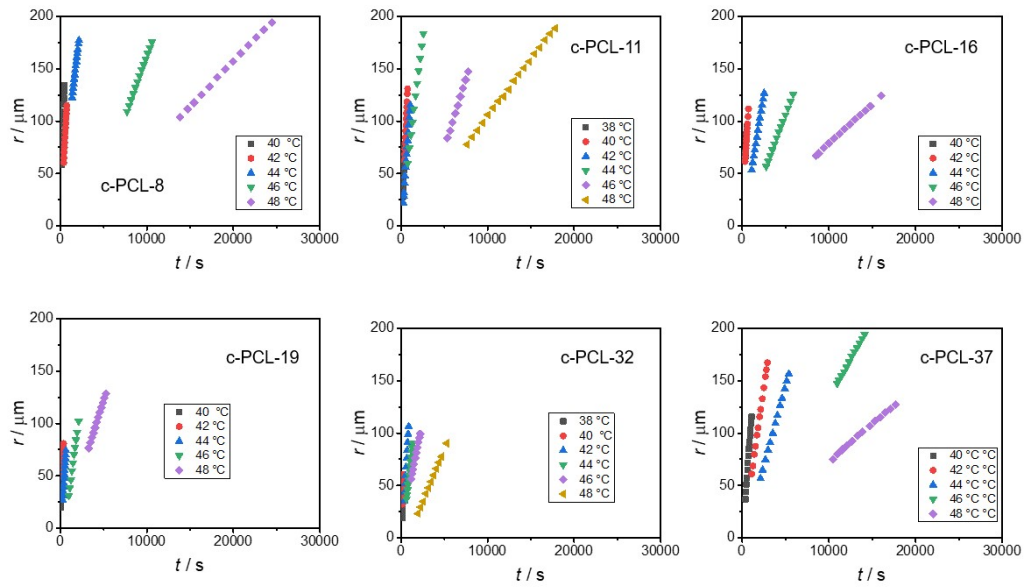 200
150
100
50
0
r / μm
c-PCL-8
40 °C
42 °C
44 °C
46 °C
48 °C
0 10000 20000 30000
t / s
200
150
100
50
0
r / μm
c-PCL-11
38 °C
40 °C
42 °C
44 °C
46 °C
48 °C
0 10000 20000 30000
t / s
200
150
100
50
0
r / μm
c-PCL-16
40 °C
42 °C
44 °C
46 °C
48 °C
0 10000 20000 30000
t / s
200
150
100
50
0
r / μm
c-PCL-19
40 °C
42 °C
44 °C
46 °C
48 °C
0 10000 20000 30000
t / s
200
150
100
50
0
r / μm
c-PCL-32
38 °C
40 °C
42 °C
44 °C
46 °C
48 °C
0 10000 20000 30000
t / s
200
150
100
50
0
r / μm
c-PCL-37
40 °C °C
42 °C °C
44 °C °C
46 °C °C
48 °C °C
0 10000 20000 30000
t / s